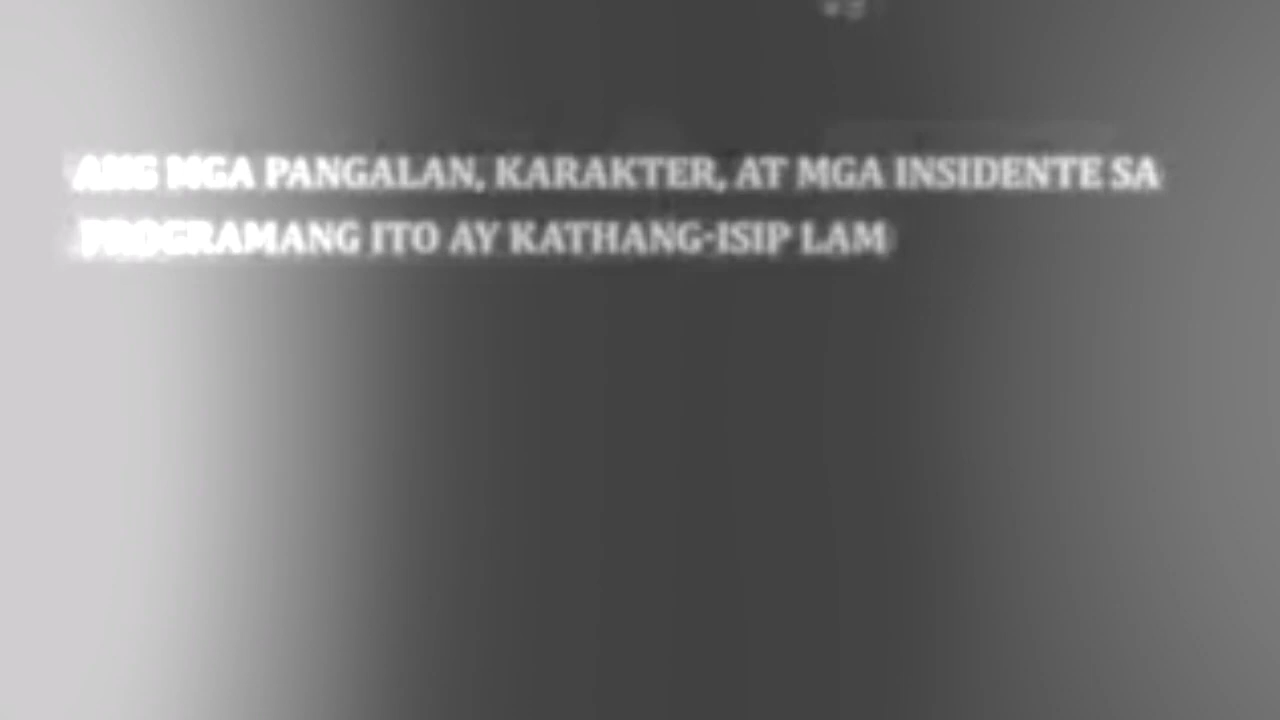 ANG MGA PANGALAN, KARAKTER, AT MGA INSIDENTE SA
PROGRAMANG ITO AY KATHANG-ISIP LAM